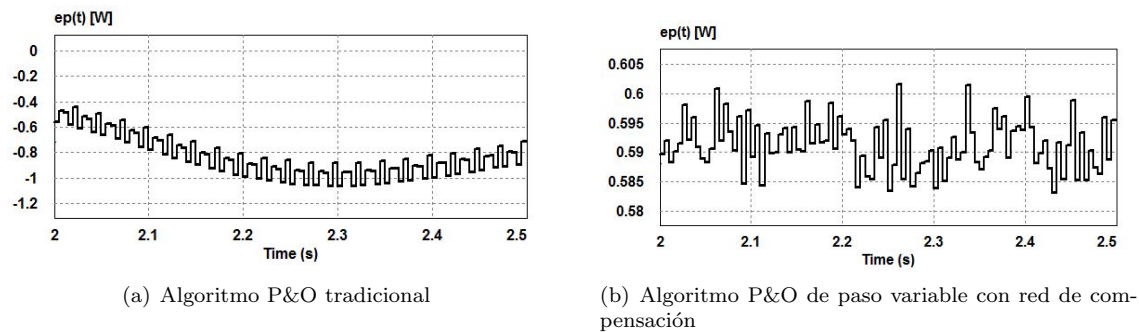 ep(t) [W]
0
-0.2
-0.4
-0.6
-0.8
-1
-1.2
2 2.1 2.2 2.3 2.4 2.5
Time (s)
(a) Algoritmo P&O tradicional
ep(t) [W]
0.605
0.6
0.595
0.59
0.585
0.58
2 2.1 2.2 2.3 2.4 2.5
Time (s)
(b) Algoritmo P&O de paso variable con red de com-
pensación